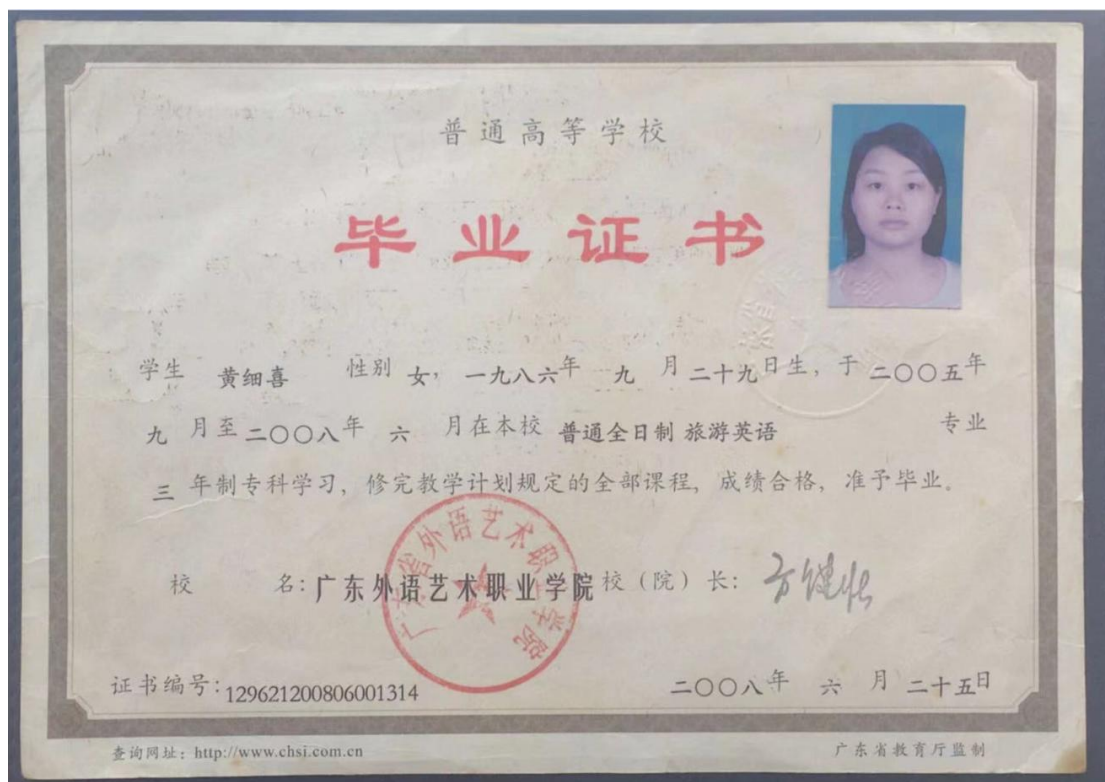 普通高等学校
毕业证书
学生 黄细喜 性别 女，一九八六年 九 月 二十九日生，于 二〇〇五年
九 月至二〇〇八年 六 月在本校 普通全日制 旅游英语 专业
三 年制专科学习，修完教学计划规定的全部课程，成绩合格，准予毕业。
校 名：广东外语艺术职业学院 校（院）长：
证书编号：129621200806001314 二〇〇八年 六 月 二十五日
查询网址：http://www.chsi.com.cn 广东省教育厅监制